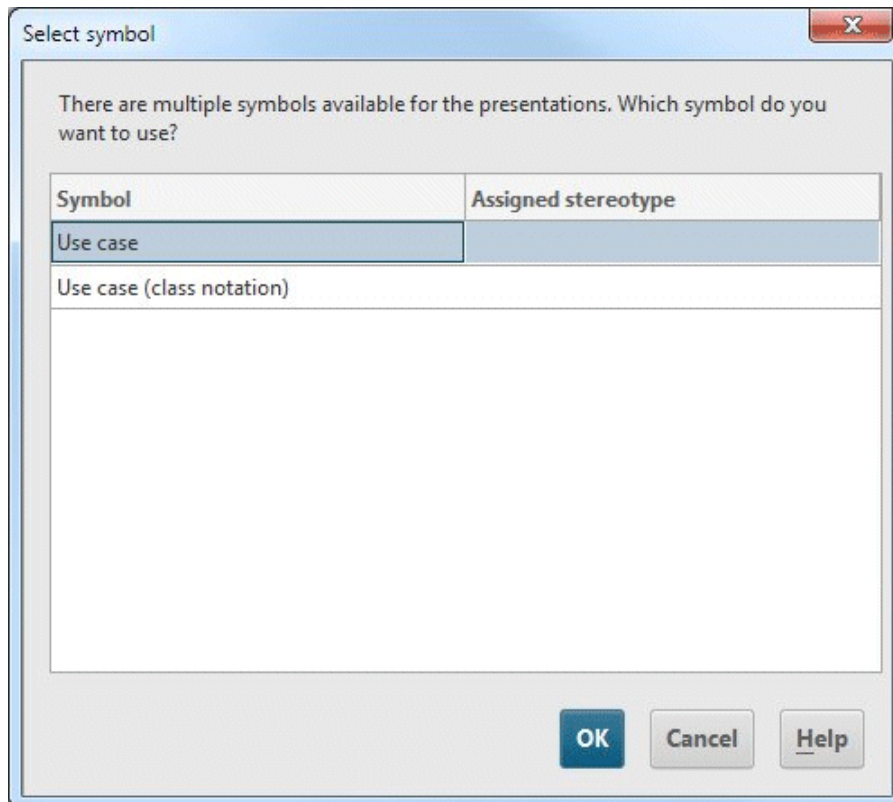 Select symbol
There are multiple symbols available for the presentations. Which symbol do you
want to use?
Symbol Assigned stereotype
Use case
Use case (class notation)
OK Cancel Help